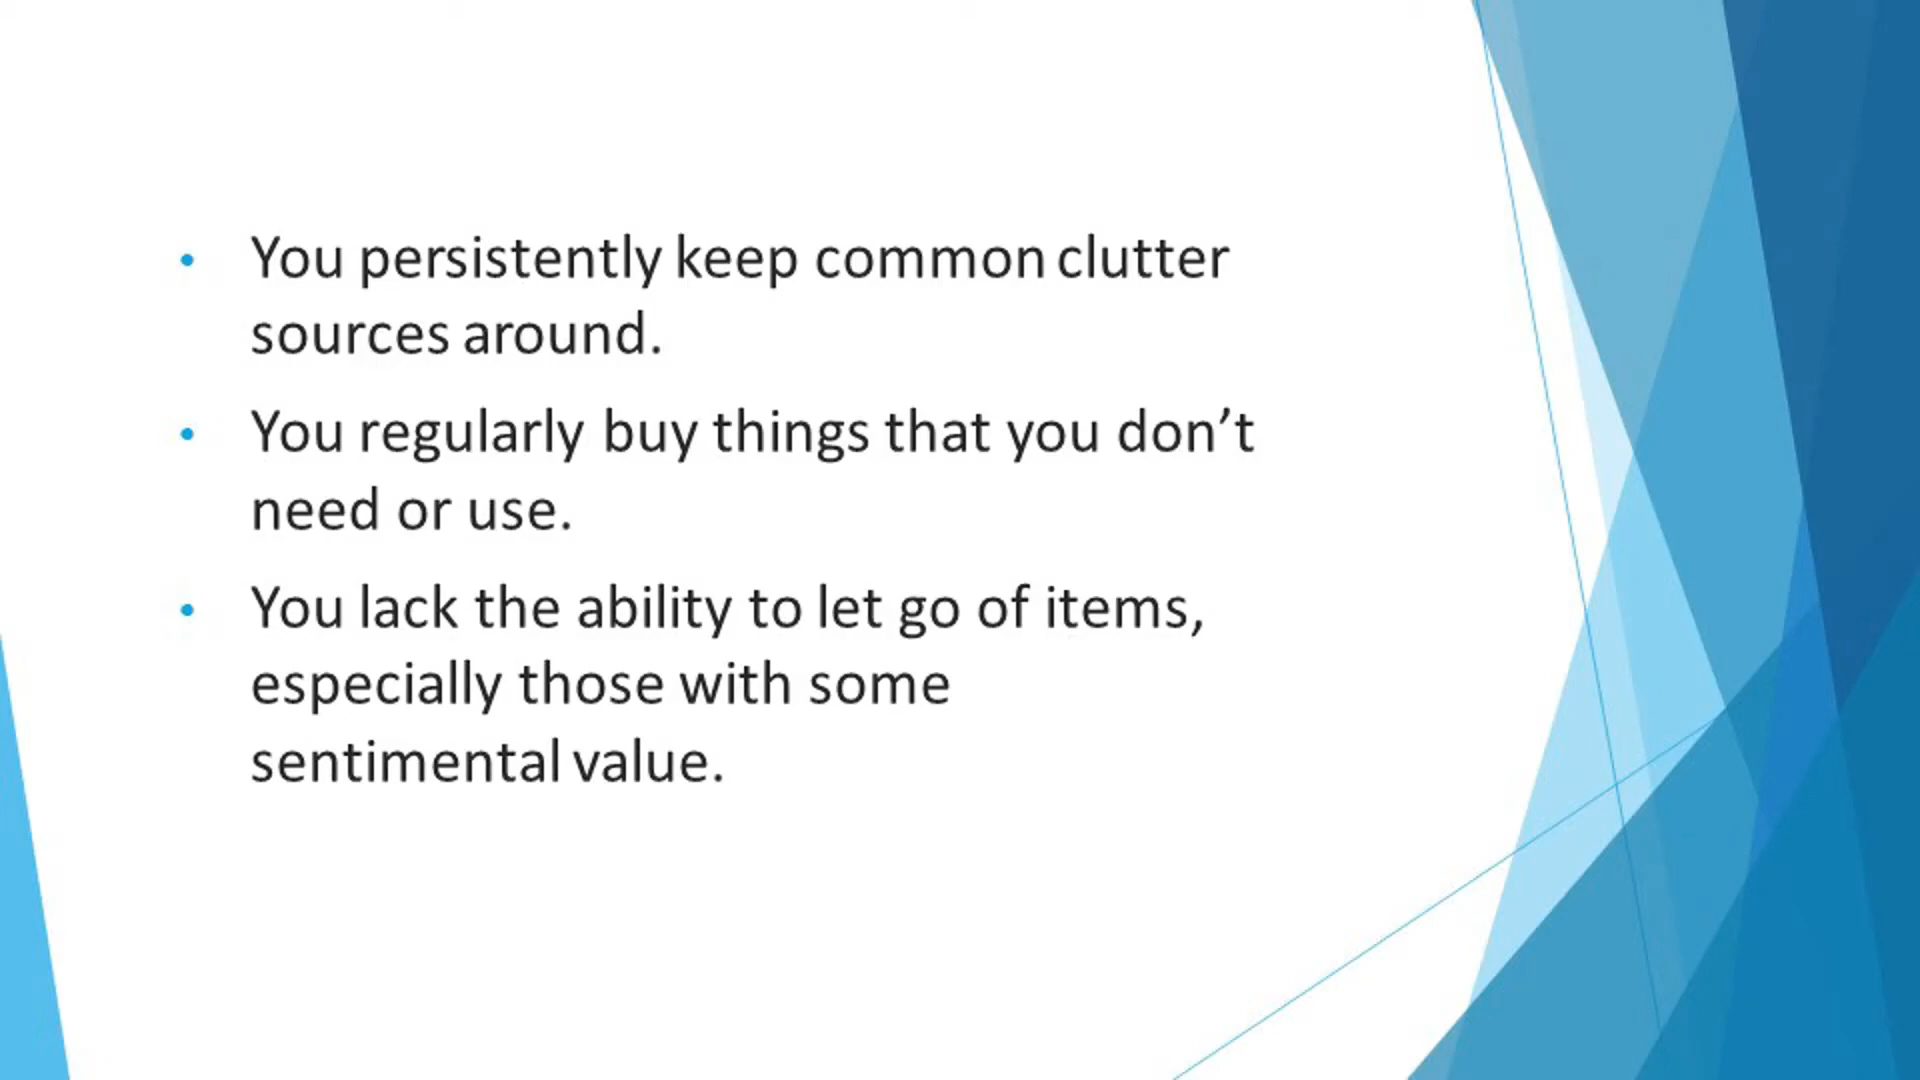 • You persistently keep common clutter
sources around.
• You regularly buy things that you don’t
need or use.
• You lack the ability to let go of items,
especially those with some
sentimental value.